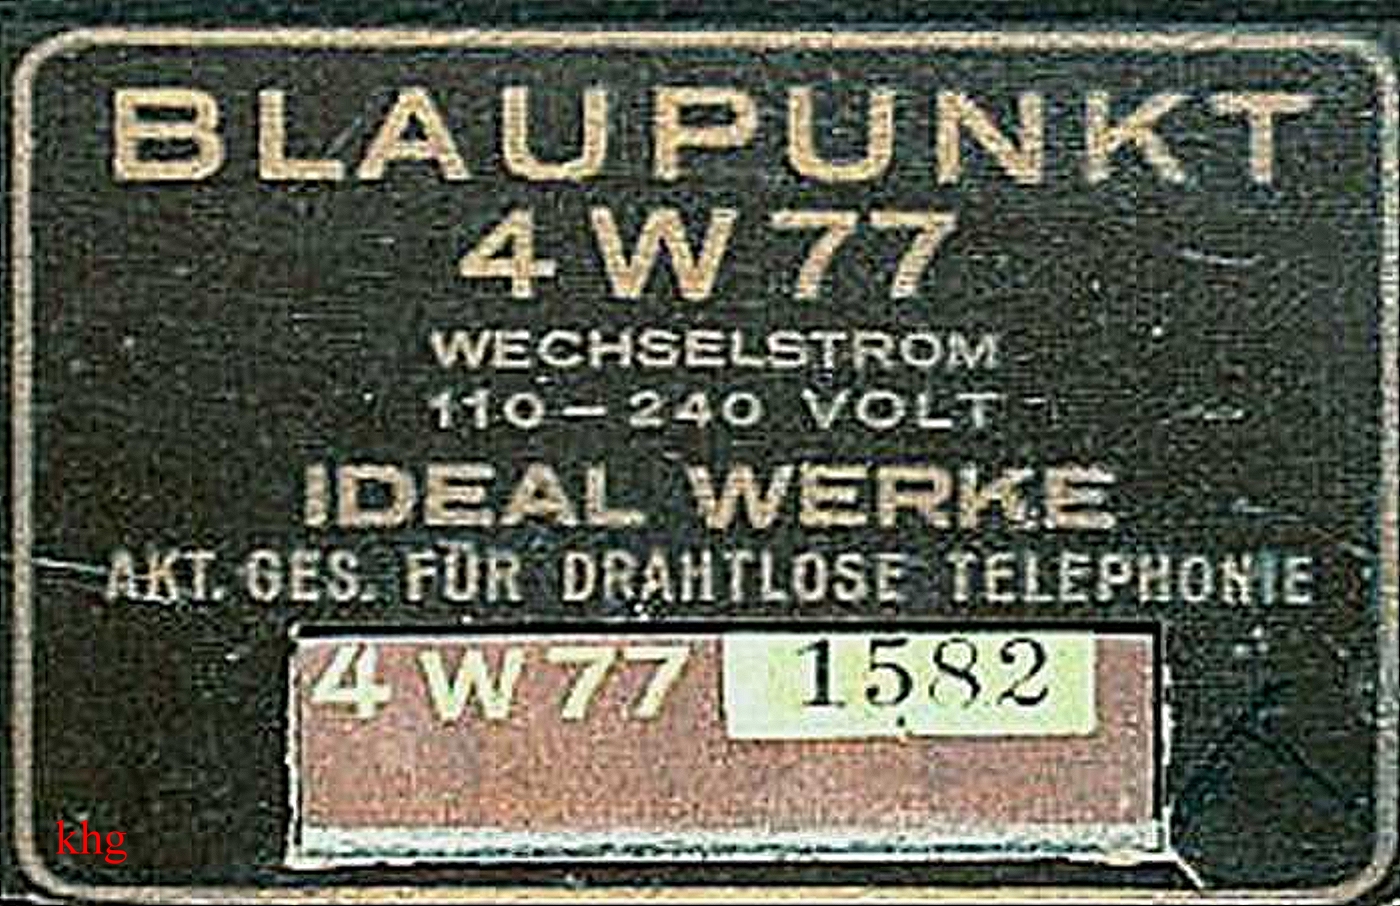 BLAUPUNKT
4 W 77
WECHSELSTROM
110 – 240 VOLT
IDEAL WERKE
AKT. GES. FÜR DRAHTLOSE TELEPHONIE
4 W 77 1582
khg